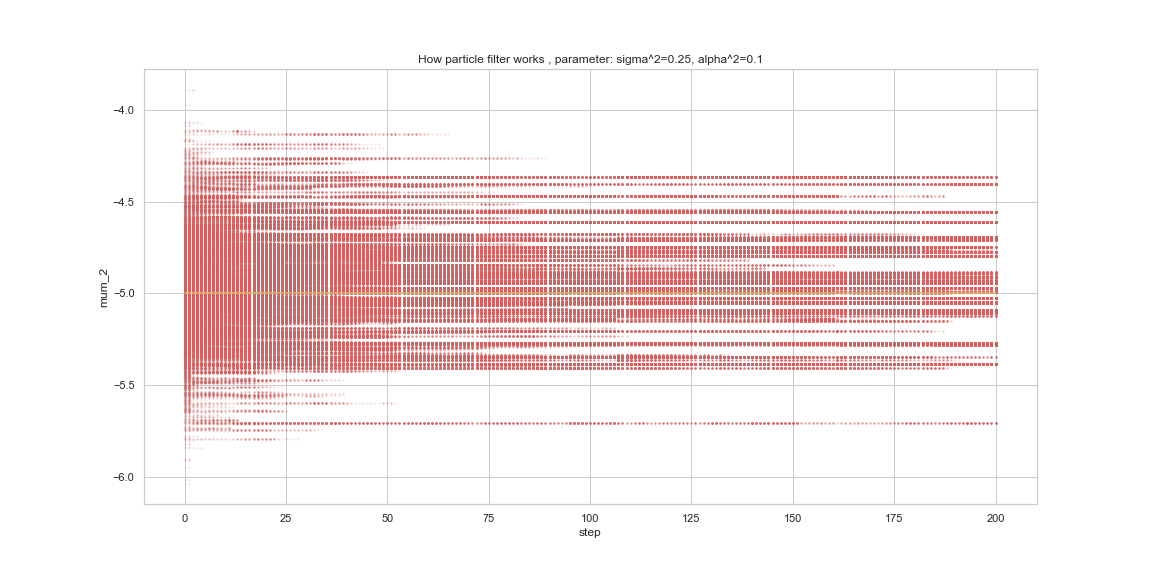 How particle filter works , parameter: sigma^2=0.25, alpha^2=0.1
−4.0
−4.5
−5.0
−5.5
−6.0
mum_2
0 25 50 75 100 125 150 175 200
step